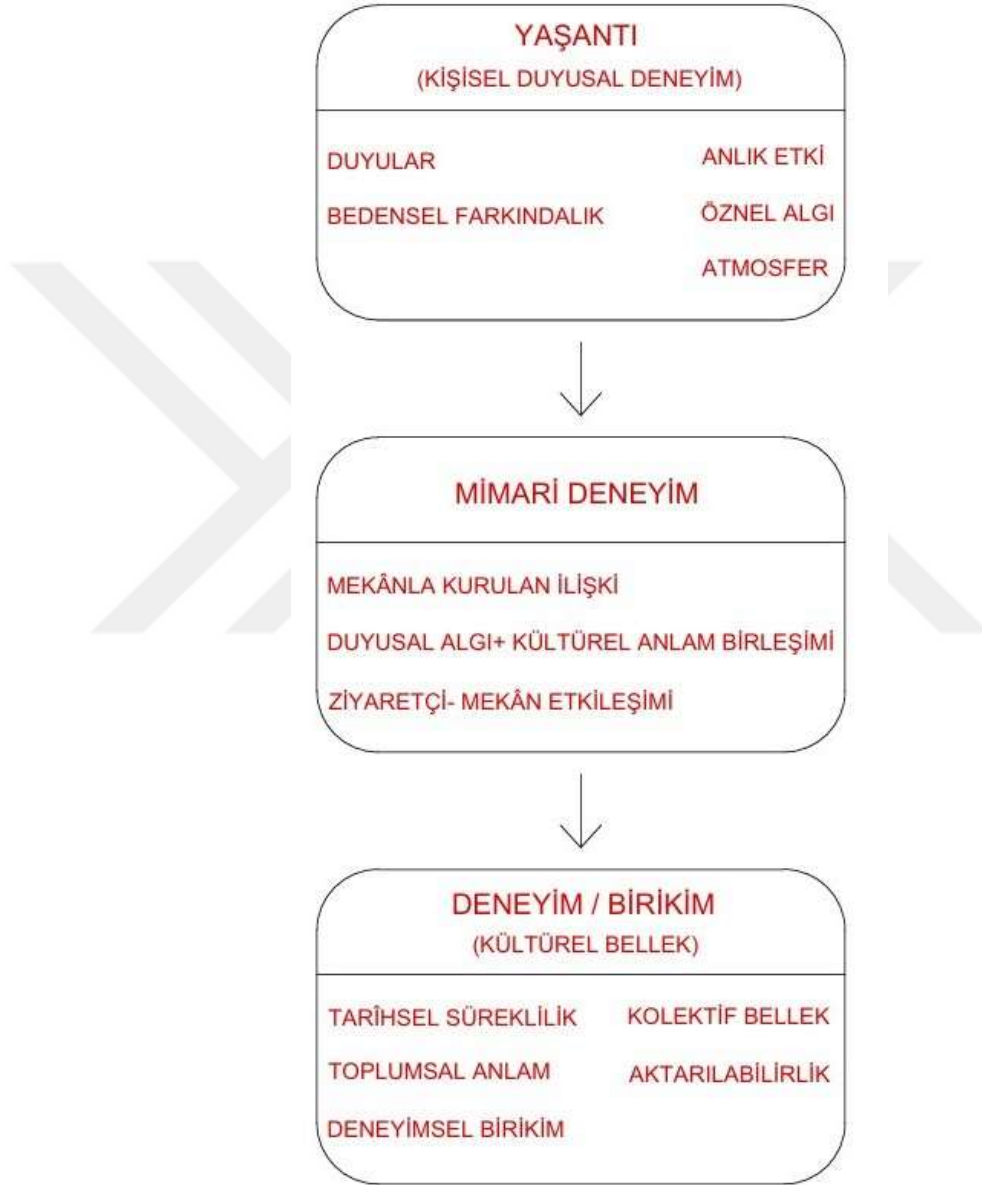 YAŞANTI
(KİŞİSEL DUYUSAL DENEYİM)
DUYULAR
BEDENSEL FARKINDALIK
ANLIK ETKİ
ÖZNEL ALGI
ATMOSFER
MİMARİ DENEYİM
MEKÂNLA KURULAN İLİŞKİ
DUYUSAL ALGI+ KÜLTÜREL ANLAM BİRLEŞİMİ
ZİYARETÇİ- MEKÂN ETKİLEŞİMİ
DENEYİM / BİRİKİM
(KÜLTÜREL BELLEK)
TARÎHSEL SÜREKLİLİK
TOPLUMSAL ANLAM
DENEYİMSEL BİRİKİM
KOLEKTİF BELLEK
AKTARILABİLİRLİK